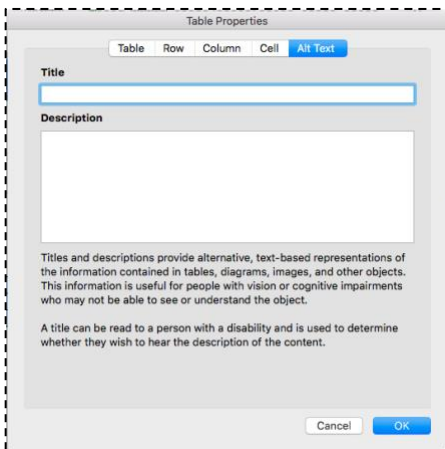 Table Properties
Table Row Column Cell Alt Text
Title
Description
Titles and descriptions provide alternative, text-based representations of
the information contained in tables, diagrams, images, and other objects.
This information is useful for people with vision or cognitive impairments
who may not be able to see or understand the object.
A title can be read to a person with a disability and is used to determine
whether they wish to hear the description of the content.
Cancel OK